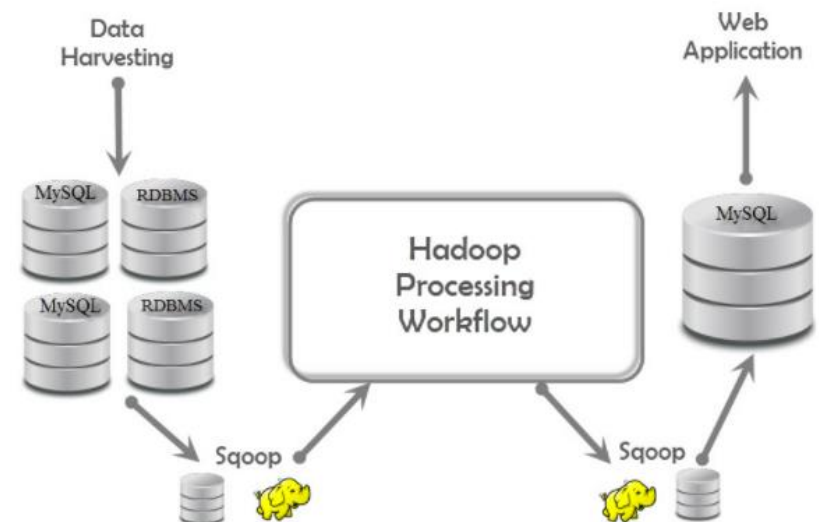 Data
Harvesting
Web
Application
MySQL
RDBMS
MySQL
RDBMS
Hadoop
Processing
Workflow
MySQL
Sqoop
Sqoop